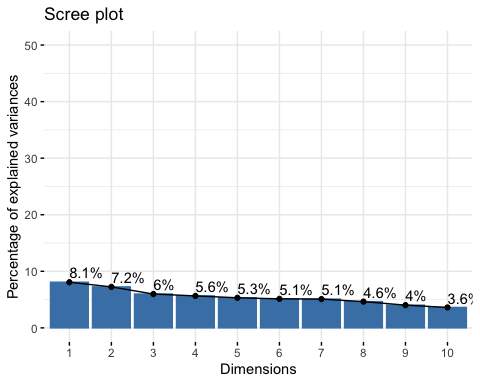 Scree plot
Percentage of explained variances
50
40
30
20
10
0
8.1% 7.2% 6% 5.6% 5.3% 5.1% 5.1% 4.6% 4% 3.6%
1 2 3 4 5 6 7 8 9 10
Dimensions